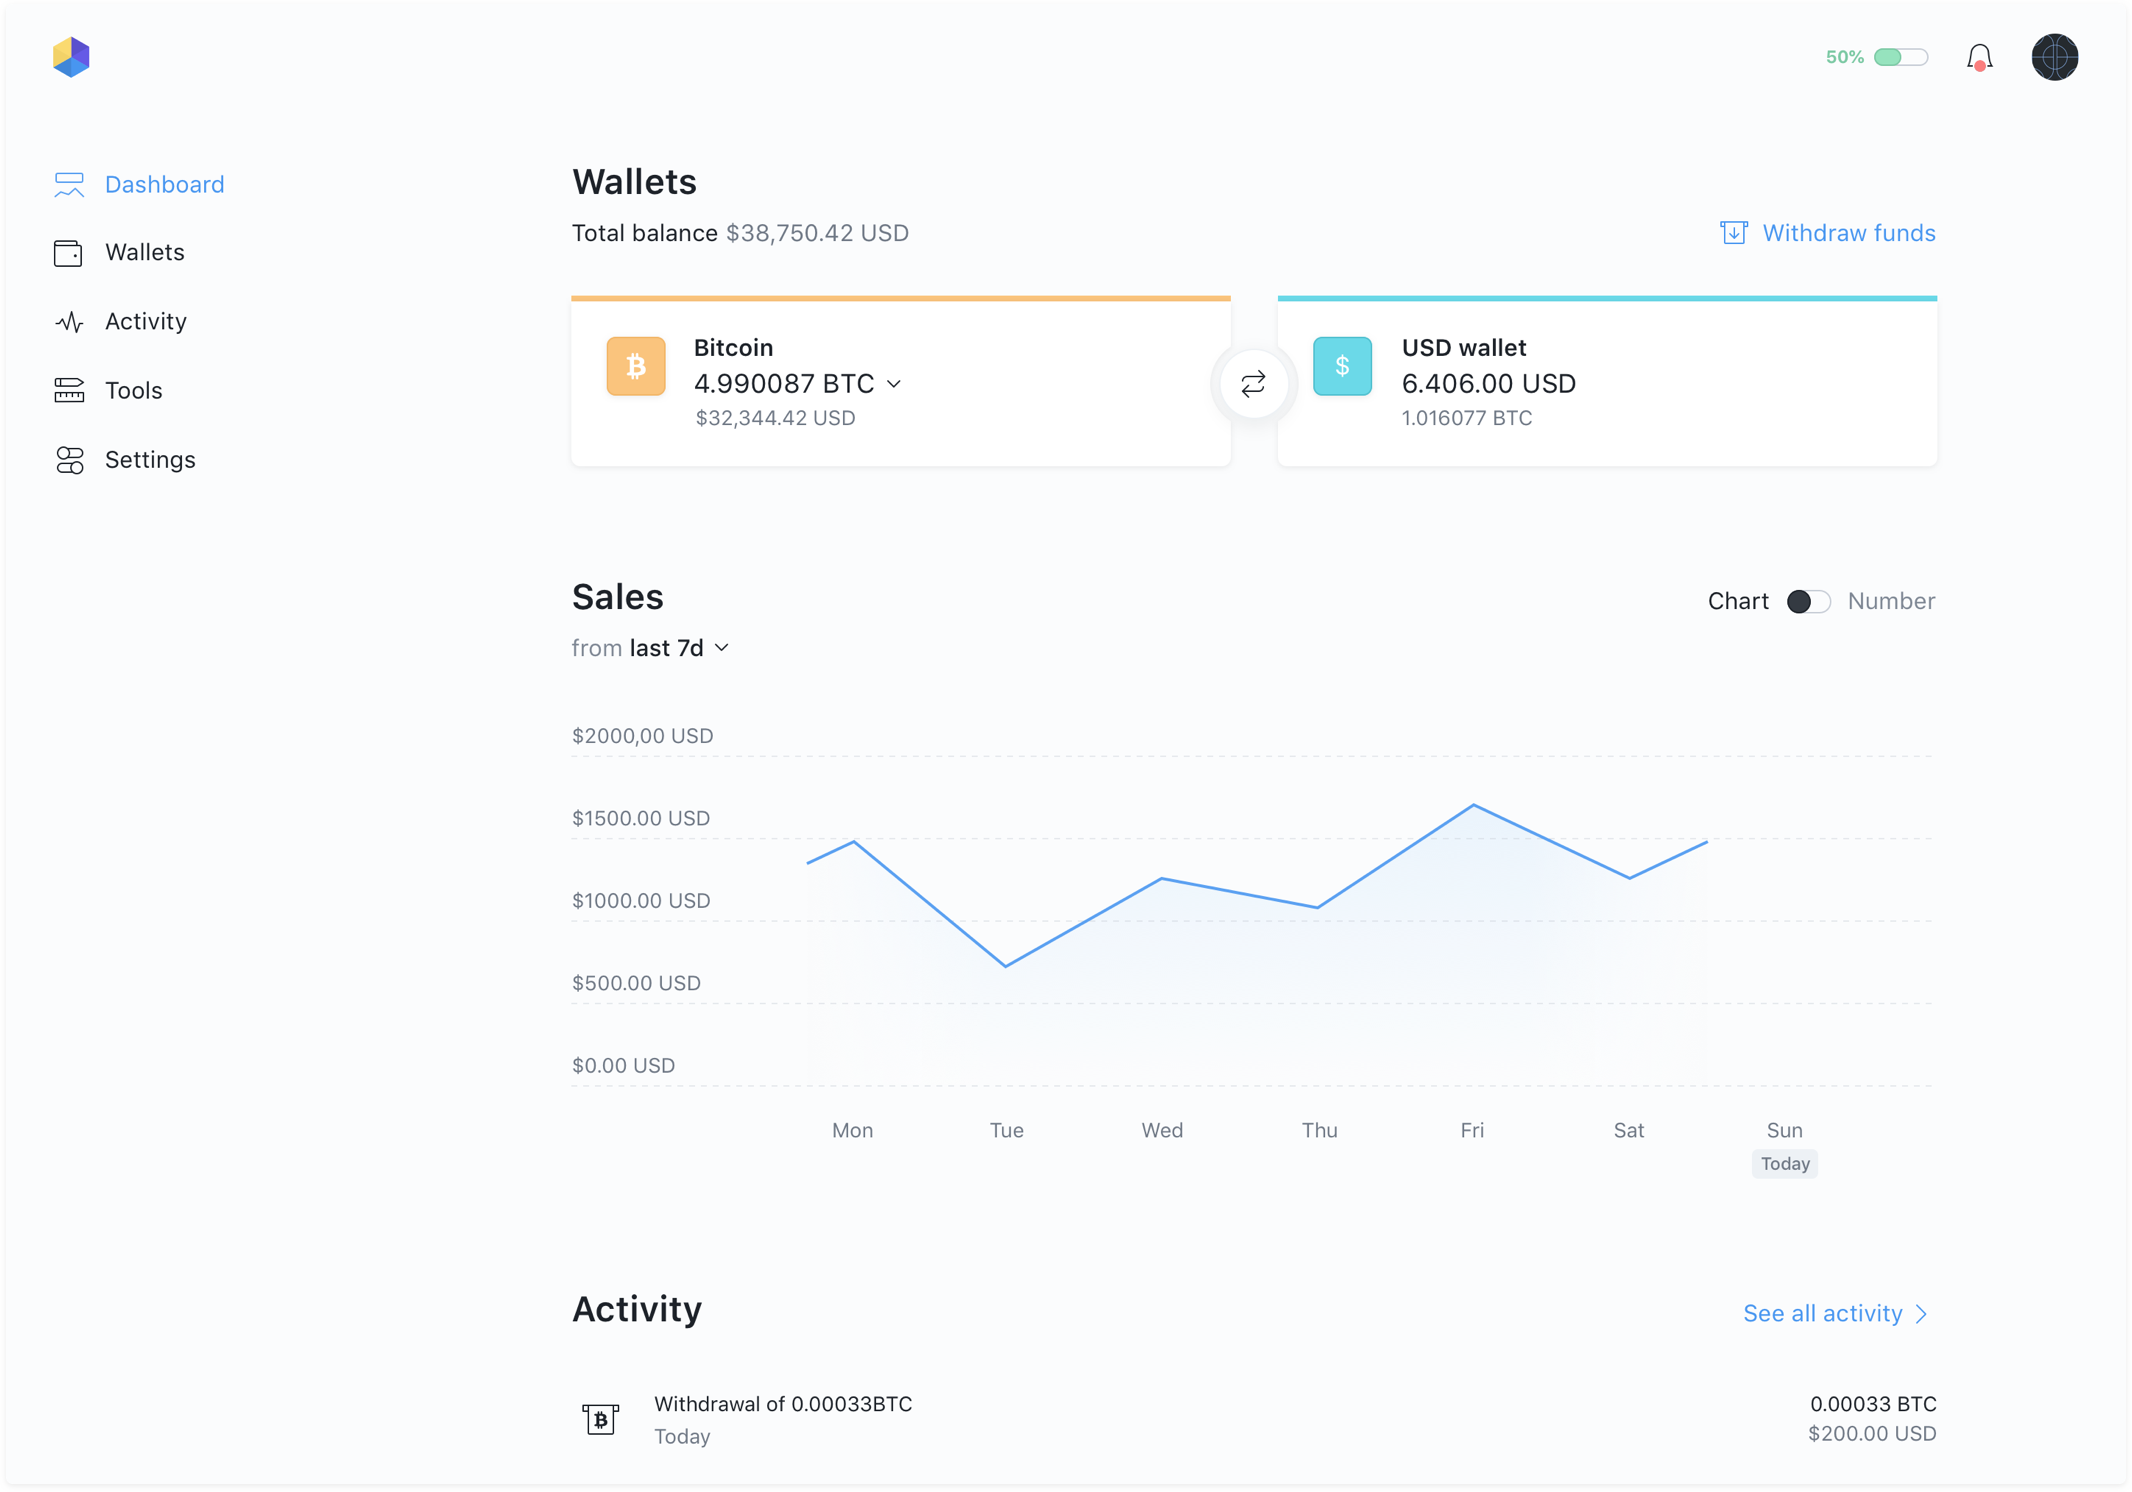 50%
Dashboard
Wallets
Activity
Tools
Settings
Wallets
Total balance $38,750.42 USD
Withdraw funds
Bitcoin
4.990087 BTC
$32,344.42 USD
USD wallet
6.406.00 USD
1.016077 BTC
Sales
Chart Number
from last 7d
$2000,00 USD
$1500.00 USD
$1000.00 USD
$500.00 USD
$0.00 USD
Mon Tue Wed Thu Fri Sat Sun
Today
Activity
See all activity
Withdrawal of 0.00033BTC
Today
0.00033 BTC
$200.00 USD